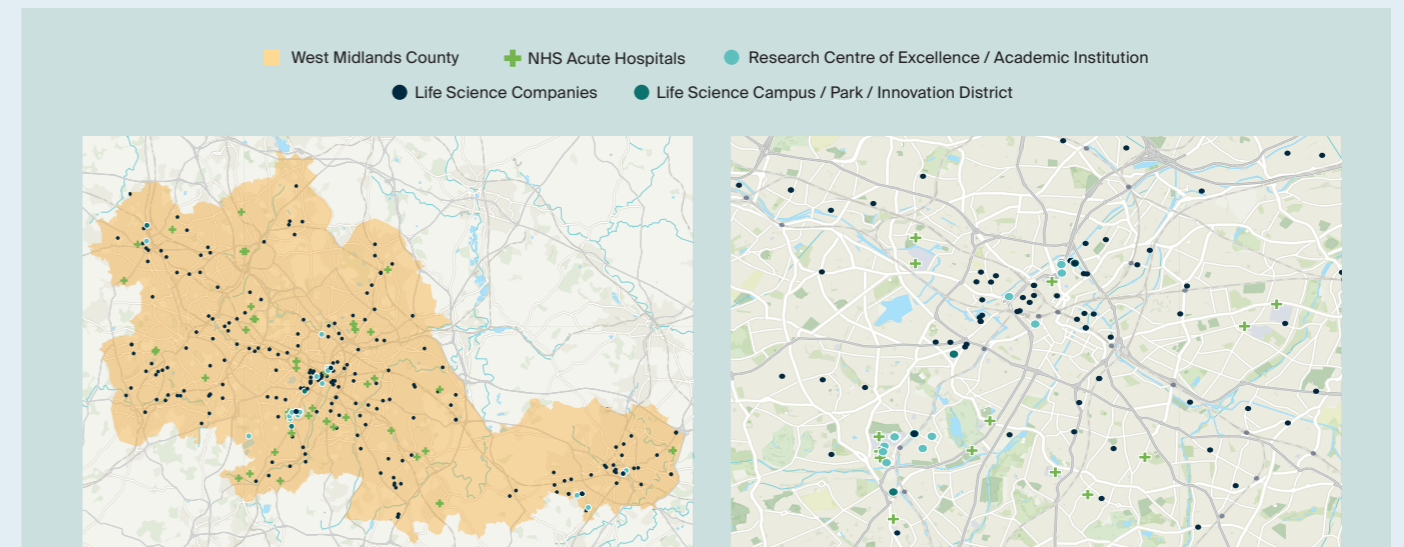 West Midlands County NHS Acute Hospitals Research Centre of Excellence / Academic Institution
Life Science Companies Life Science Campus / Park / Innovation District